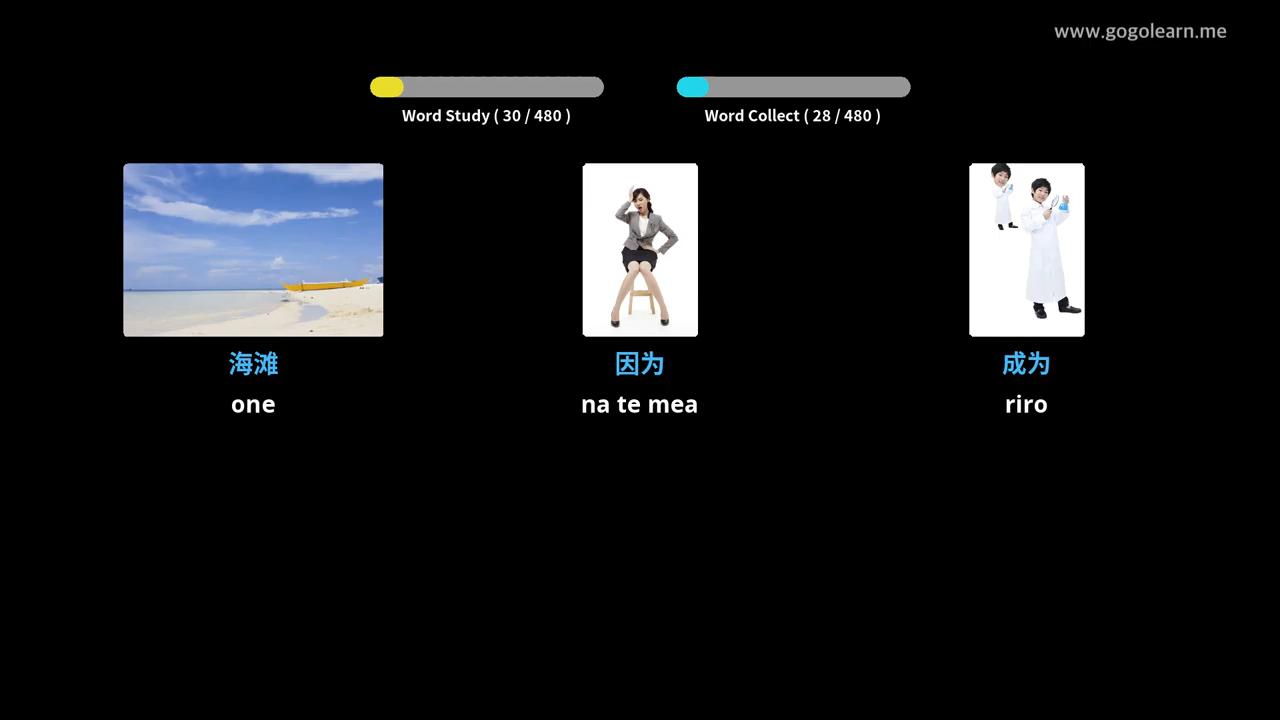 www.gogolearn.me
Word Study ( 30 / 480 )
Word Collect ( 28 / 480 )
海滩
因为
成为
one
na te mea
riro